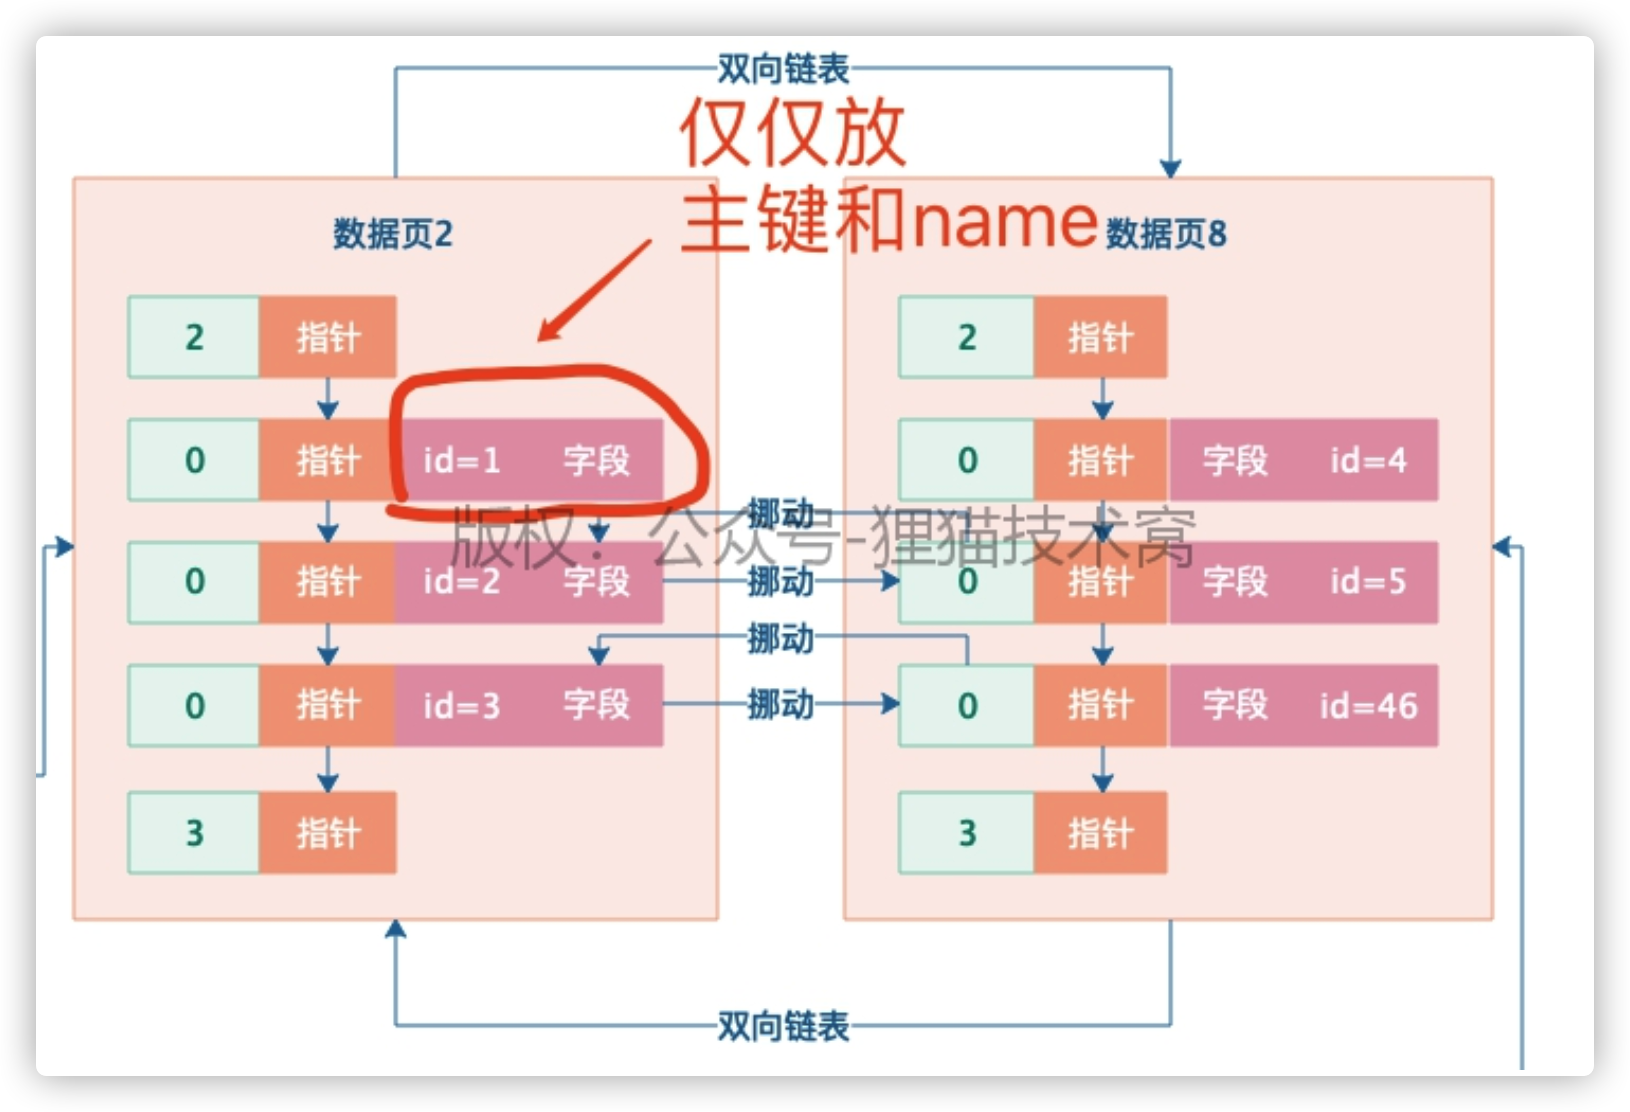 双向链表
仅仅放
主键和name
数据页2
数据页8
2 指针
2 指针
0 指针 id=1 字段
0 指针 字段 id=4
挪动
版权：公众号-狸猫技术窝
0 指针 id=2 字段
挪动
0 指针 字段 id=5
挪动
0 指针 id=3 字段
挪动
0 指针 字段 id=46
3 指针
3 指针
双向链表